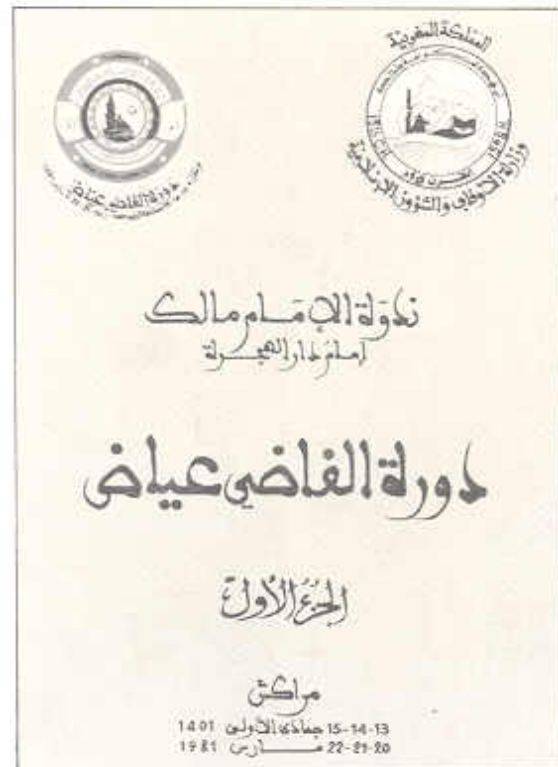 المملكة المغربية
وزارة الاوقاف والشؤون الإسلامية
دورة القاضي عياض
ندوة الإمام مالك
إمام دار الهجرة
دورة القاضي عياض
الجزء الأول
مراكش
13-14-15 جمادى الأولى 1401
20-21-22 مارس 1981